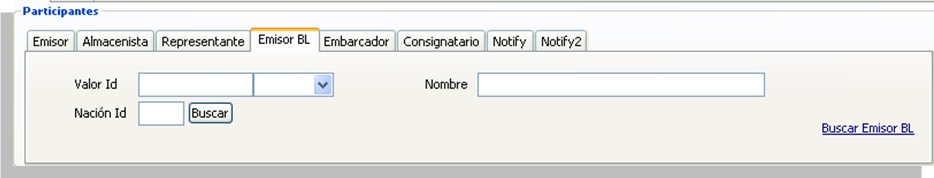 Participantes
Emisor Almacenista Representante Emisor BL Embarcador Consignatario Notify Notify2
Valor Id Nombre
Nación Id Buscar
Buscar Emisor BL